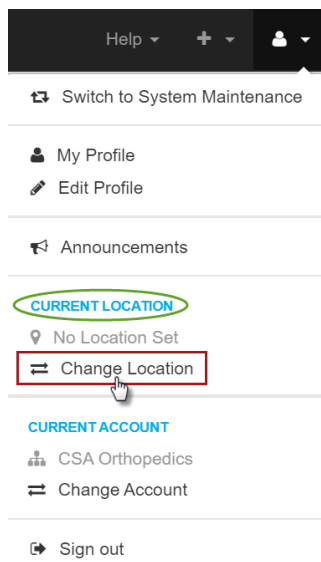 Help
Switch to System Maintenance
My Profile
Edit Profile
Announcements
CURRENT LOCATION
No Location Set
Change Location
CURRENT ACCOUNT
CSA Orthopedics
Change Account
Sign out